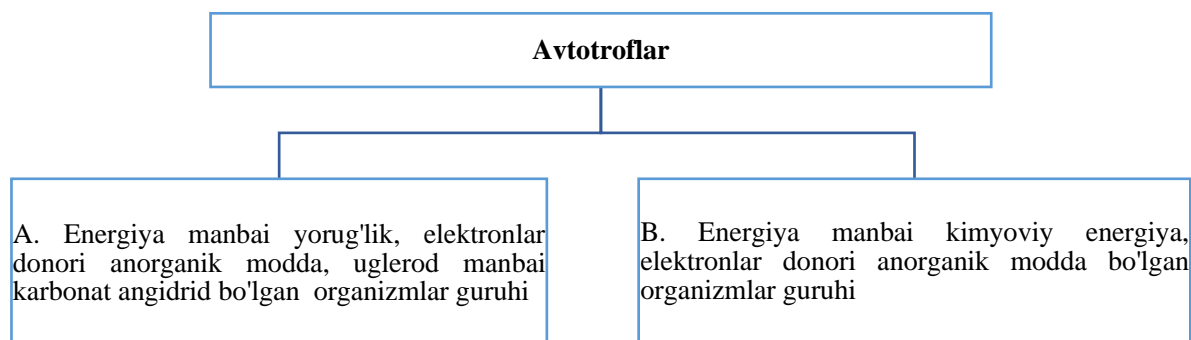 Avtotroflar
A. Energiya manbai yorug'lik, elektronlar
donori anorganik modda, uglerod manbai
karbonat angidrid bo'lgan organizmlar guruhi
B. Energiya manbai kimyoviy energiya,
elektronlar donori anorganik modda bo'lgan
organizmlar guruhi